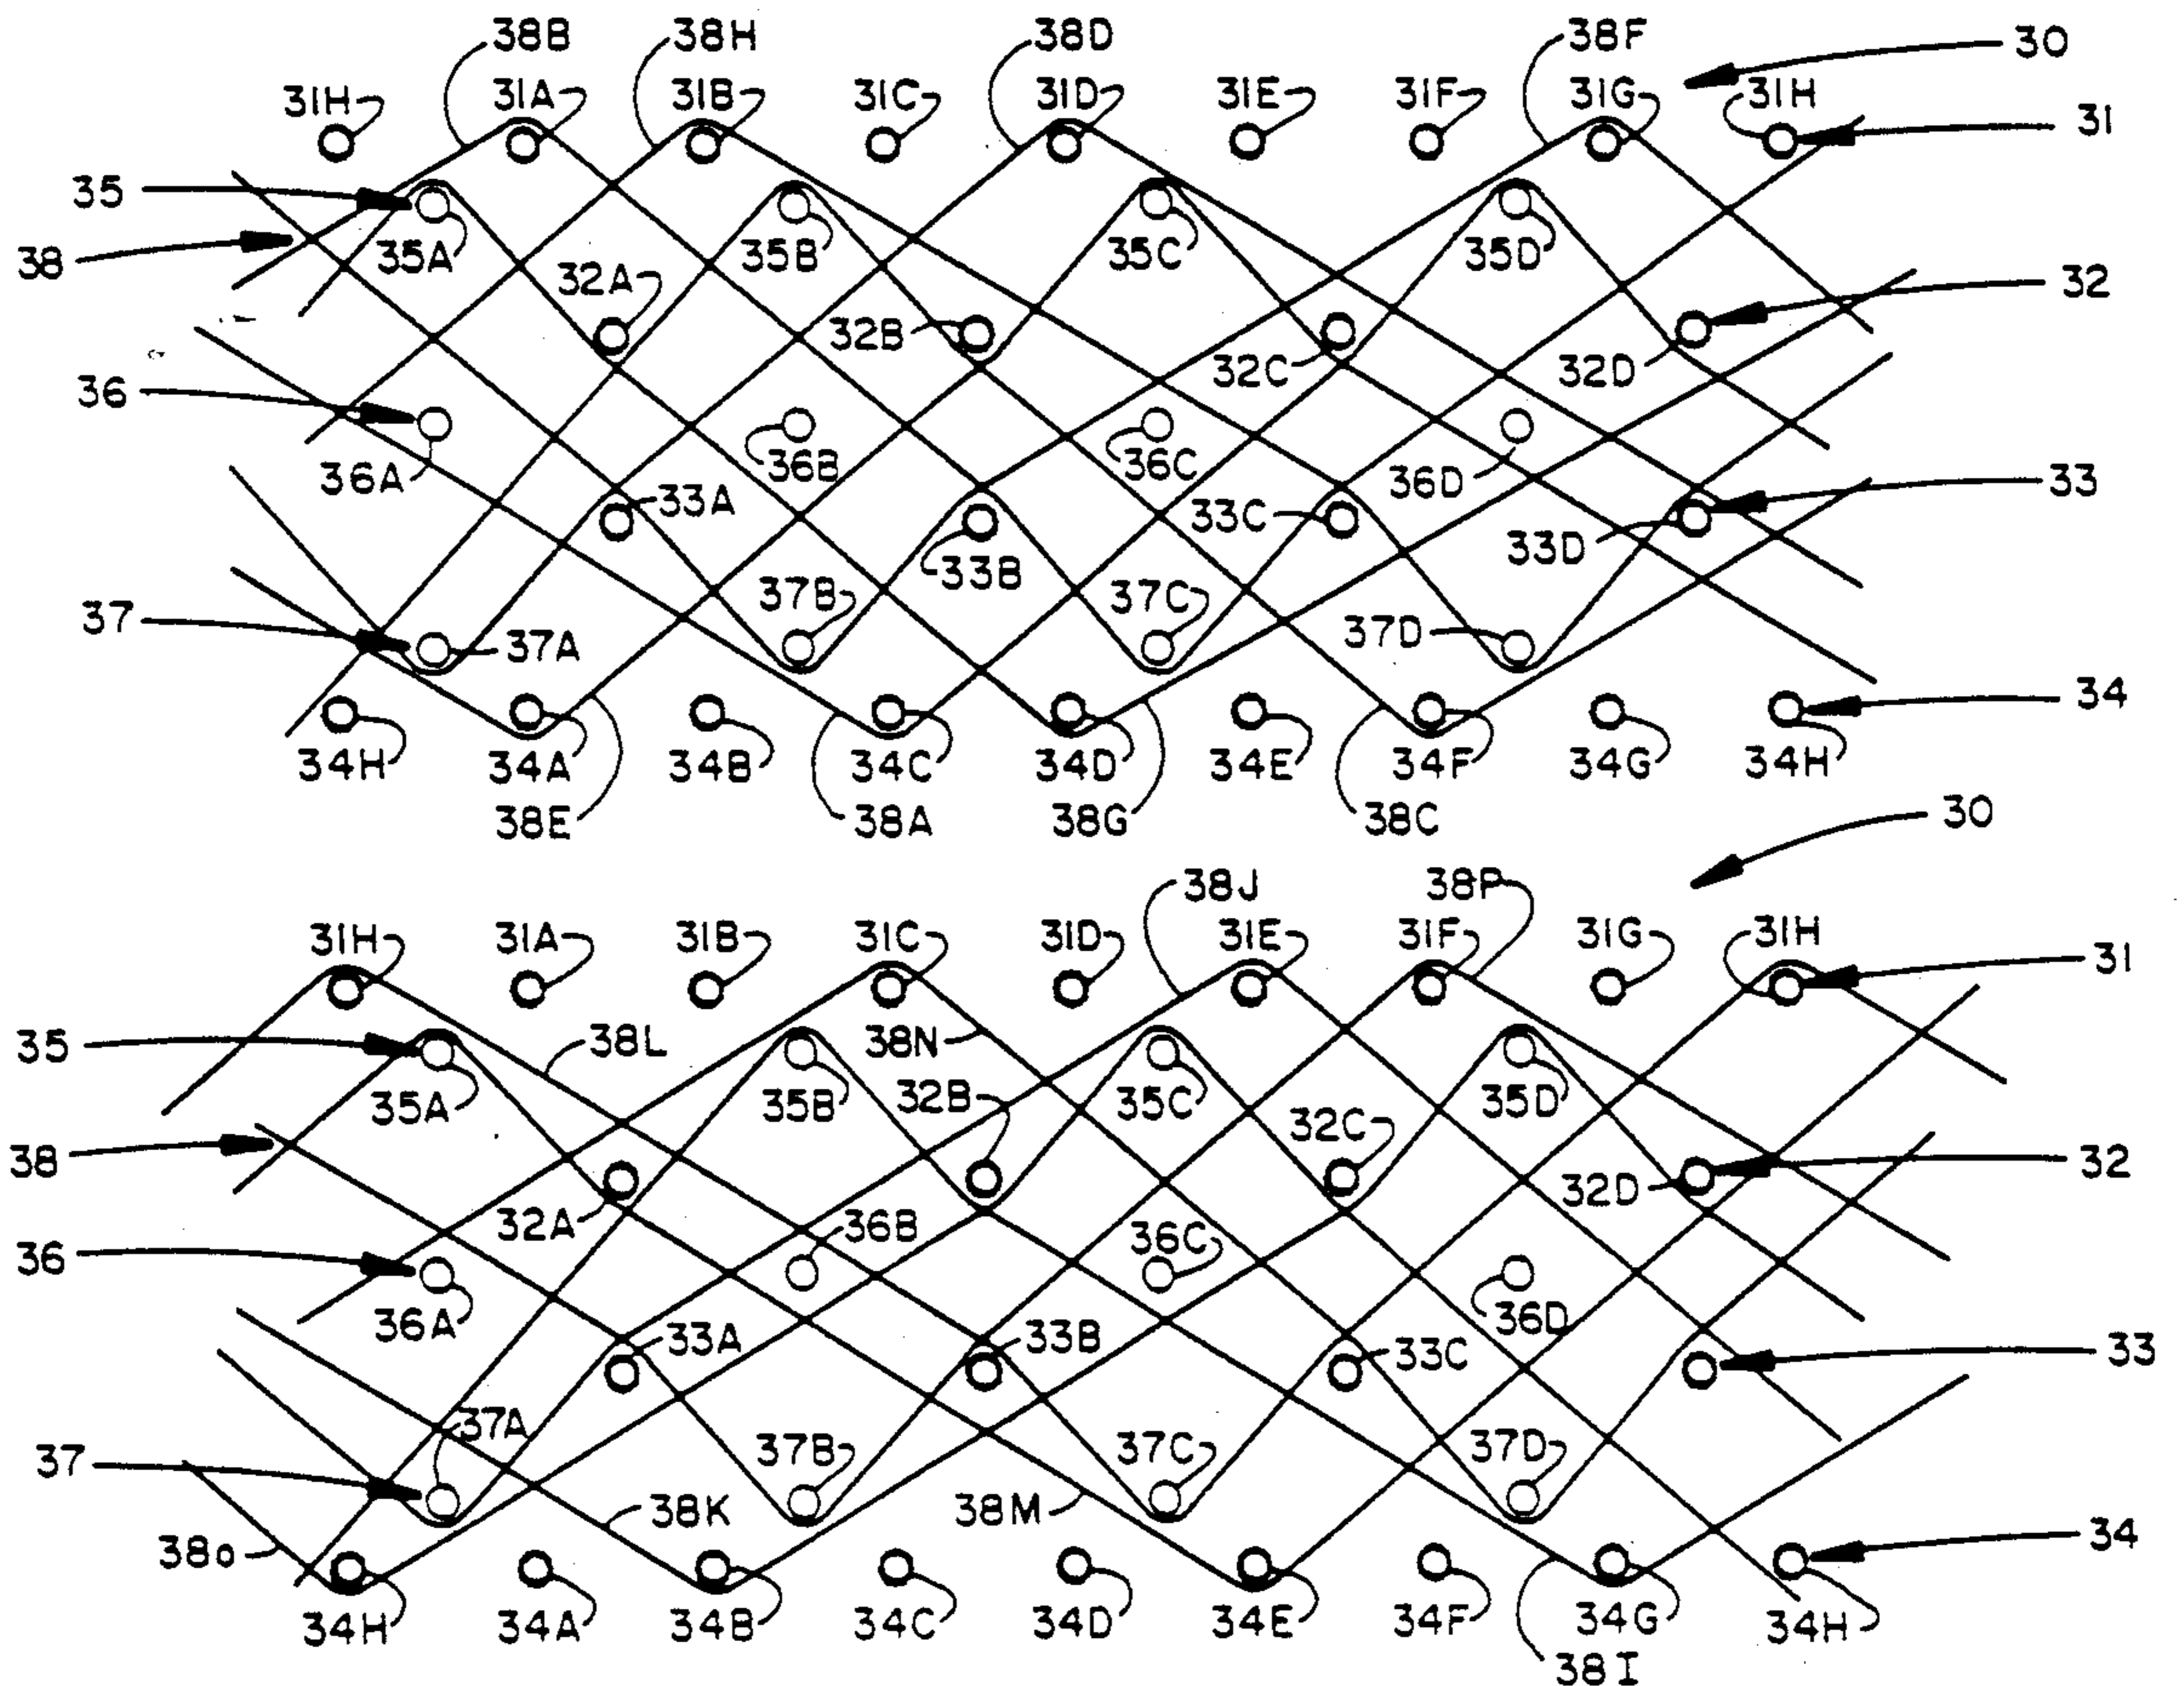 38B 38H 38D 38F 30
31H 31A 31B 31C 31D 31E 31F 31G 31H 31
35
38 35A 35B 35C 35D
32A 32B 32C 32D 32
36
36A 36B 36C 36D 33
33A 33B 33C 33D
37 37A 37B 37C 37D
34
34H 34A 34B 34C 34D 34E 34F 34G 34H
38E 38A 38G 38C 30
38J 38P
31H 31A 31B 31C 31D 31E 31F 31G 31H 31
35 38L 38N
35A 35B 32B 35C 35D
38 32C 32D 32
32A 36B 36C
36
36A 33A 33B 36D 33C 33
37A 37B 37C 37D
37
38K 38M 34
38o
34H 34A 34B 34C 34D 34E 34F 34G 34H
38I